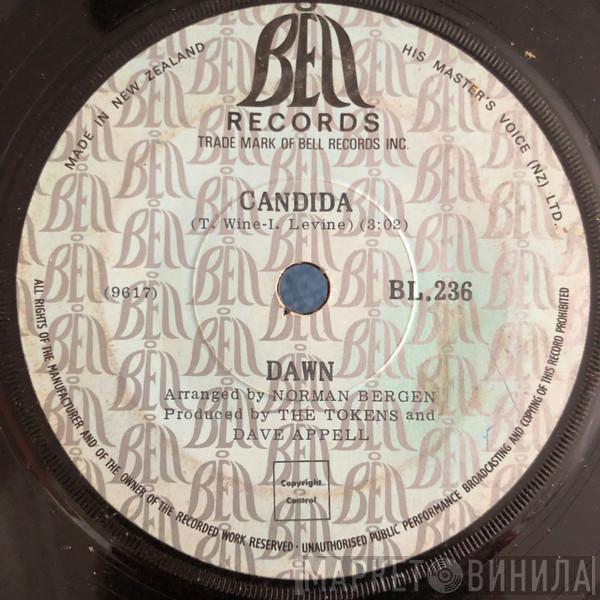 BELL
RECORDS
TRADE MARK OF BELL RECORDS INC.
MADE IN NEW ZEALAND
HIS MASTER'S VOICE (NZ) LTD.
CANDIDA
(T. Wine-I. Levine) (3:02)
(9617)
BL.236
DAWN
Arranged by NORMAN BERGEN
Produced by THE TOKENS and
DAVE APPELL
Copyright
Control
ALL RIGHTS OF THE MANUFACTURER AND OF THE OWNER OF THE RECORDED WORK RESERVED · UNAUTHORISED PUBLIC PERFORMANCE BROADCASTING AND COPYING OF THIS RECORD PROHIBITED
МАРКЕТ ВИНИЛА